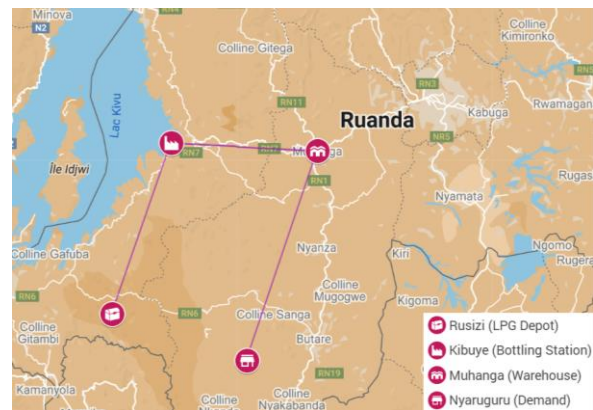 Minova
N2
RN11
Colline Gitega
Colline
Kimironko
RN3
RN5
Ruanda
Kabuga
Rwamagan
Lac Kivu
Île Idjwi
RN7
RN1
NR5
Rugas
Nyamata
Colline Gafuba
Nyanza
Kiri
Ngomo
Rugera
RN6
RN6
Colline
Mugogwe
Kigoma
Colline
Gitambi
Colline Sanga
Butare
Kamanyola
RN19
Colline
Colline
Nyakabanda
Rusizi (LPG Depot)
Kibuye (Bottling Station)
Muhanga (Warehouse)
Nyaruguru (Demand)